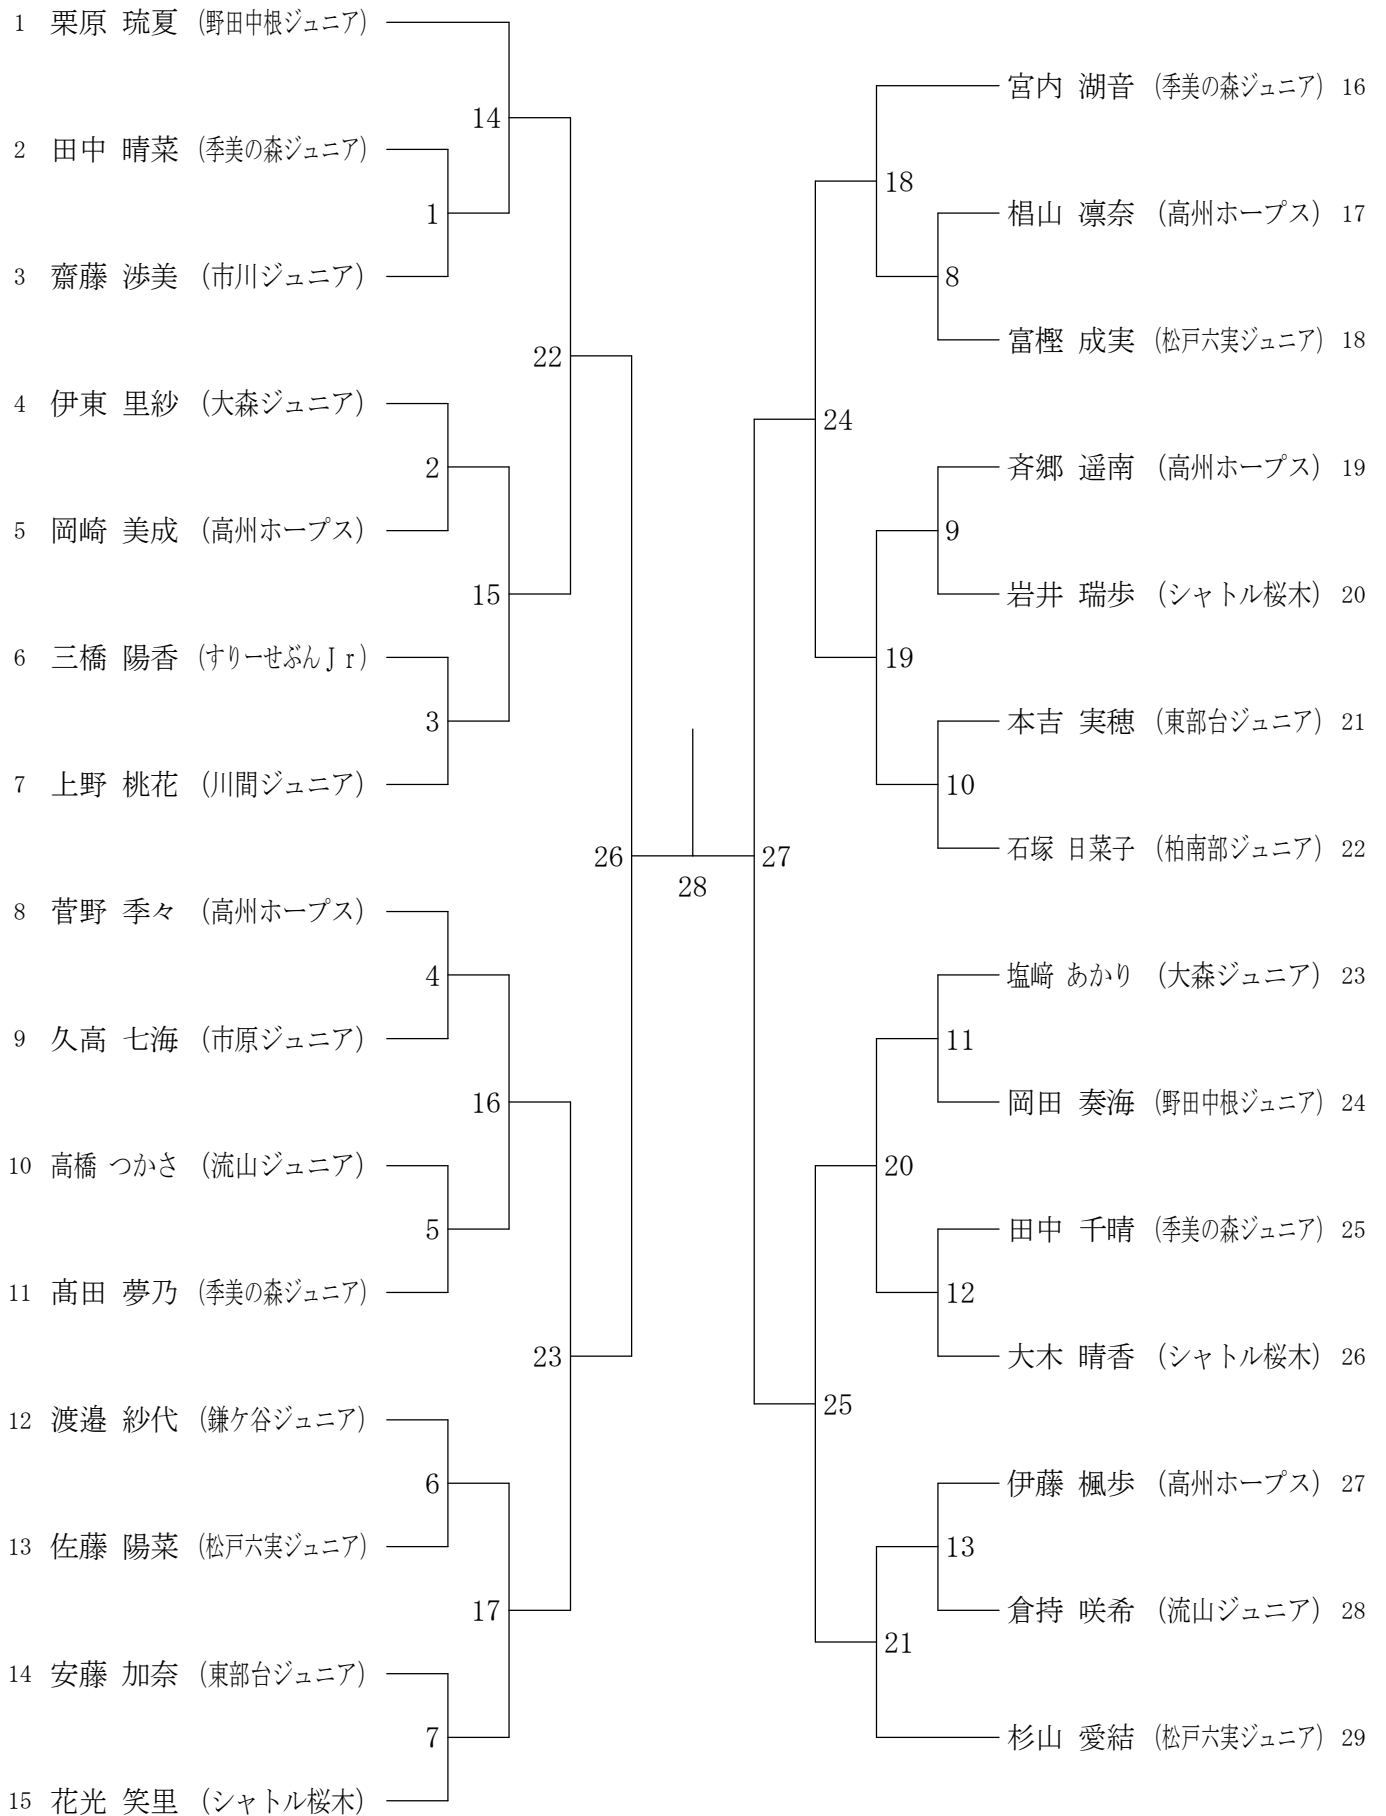 1 栗原 琉夏 (野田中根ジュニア)
2 田中 晴菜 (季美の森ジュニア)
3 齋藤 渉美 (市川ジュニア)
4 伊東 里紗 (大森ジュニア)
5 岡崎 美成 (高州ホープス)
6 三橋 陽香 (すりーせぶんＪｒ)
7 上野 桃花 (川間ジュニア)
8 菅野 季々 (高州ホープス)
9 久高 七海 (市原ジュニア)
10 高橋 つかさ (流山ジュニア)
11 髙田 夢乃 (季美の森ジュニア)
12 渡邉 紗代 (鎌ケ谷ジュニア)
13 佐藤 陽菜 (松戸六実ジュニア)
14 安藤 加奈 (東部台ジュニア)
15 花光 笑里 (シャトル桜木)
1
2
3
4
5
6
7
14
15
16
17
22
23
26
28
27
24
25
18
19
20
21
8
9
10
11
12
13
宮内 湖音 (季美の森ジュニア) 16
椙山 凛奈 (高州ホープス) 17
富樫 成実 (松戸六実ジュニア) 18
斉郷 遥南 (高州ホープス) 19
岩井 瑞歩 (シャトル桜木) 20
本吉 実穂 (東部台ジュニア) 21
石塚 日菜子 (柏南部ジュニア) 22
塩﨑 あかり (大森ジュニア) 23
岡田 奏海 (野田中根ジュニア) 24
田中 千晴 (季美の森ジュニア) 25
大木 晴香 (シャトル桜木) 26
伊藤 楓歩 (高州ホープス) 27
倉持 咲希 (流山ジュニア) 28
杉山 愛結 (松戸六実ジュニア) 29